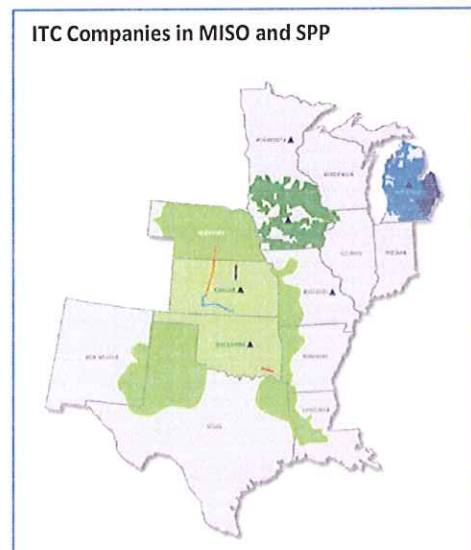 ITC Companies in MISO and SPP
MINNESOTA
WISCONSIN
NEBRASKA
ILLINOIS
INDIANA
KANSAS
MISSOURI
OKLAHOMA
NEW MEXICO
ARKANSAS
LOUISIANA
TEXAS